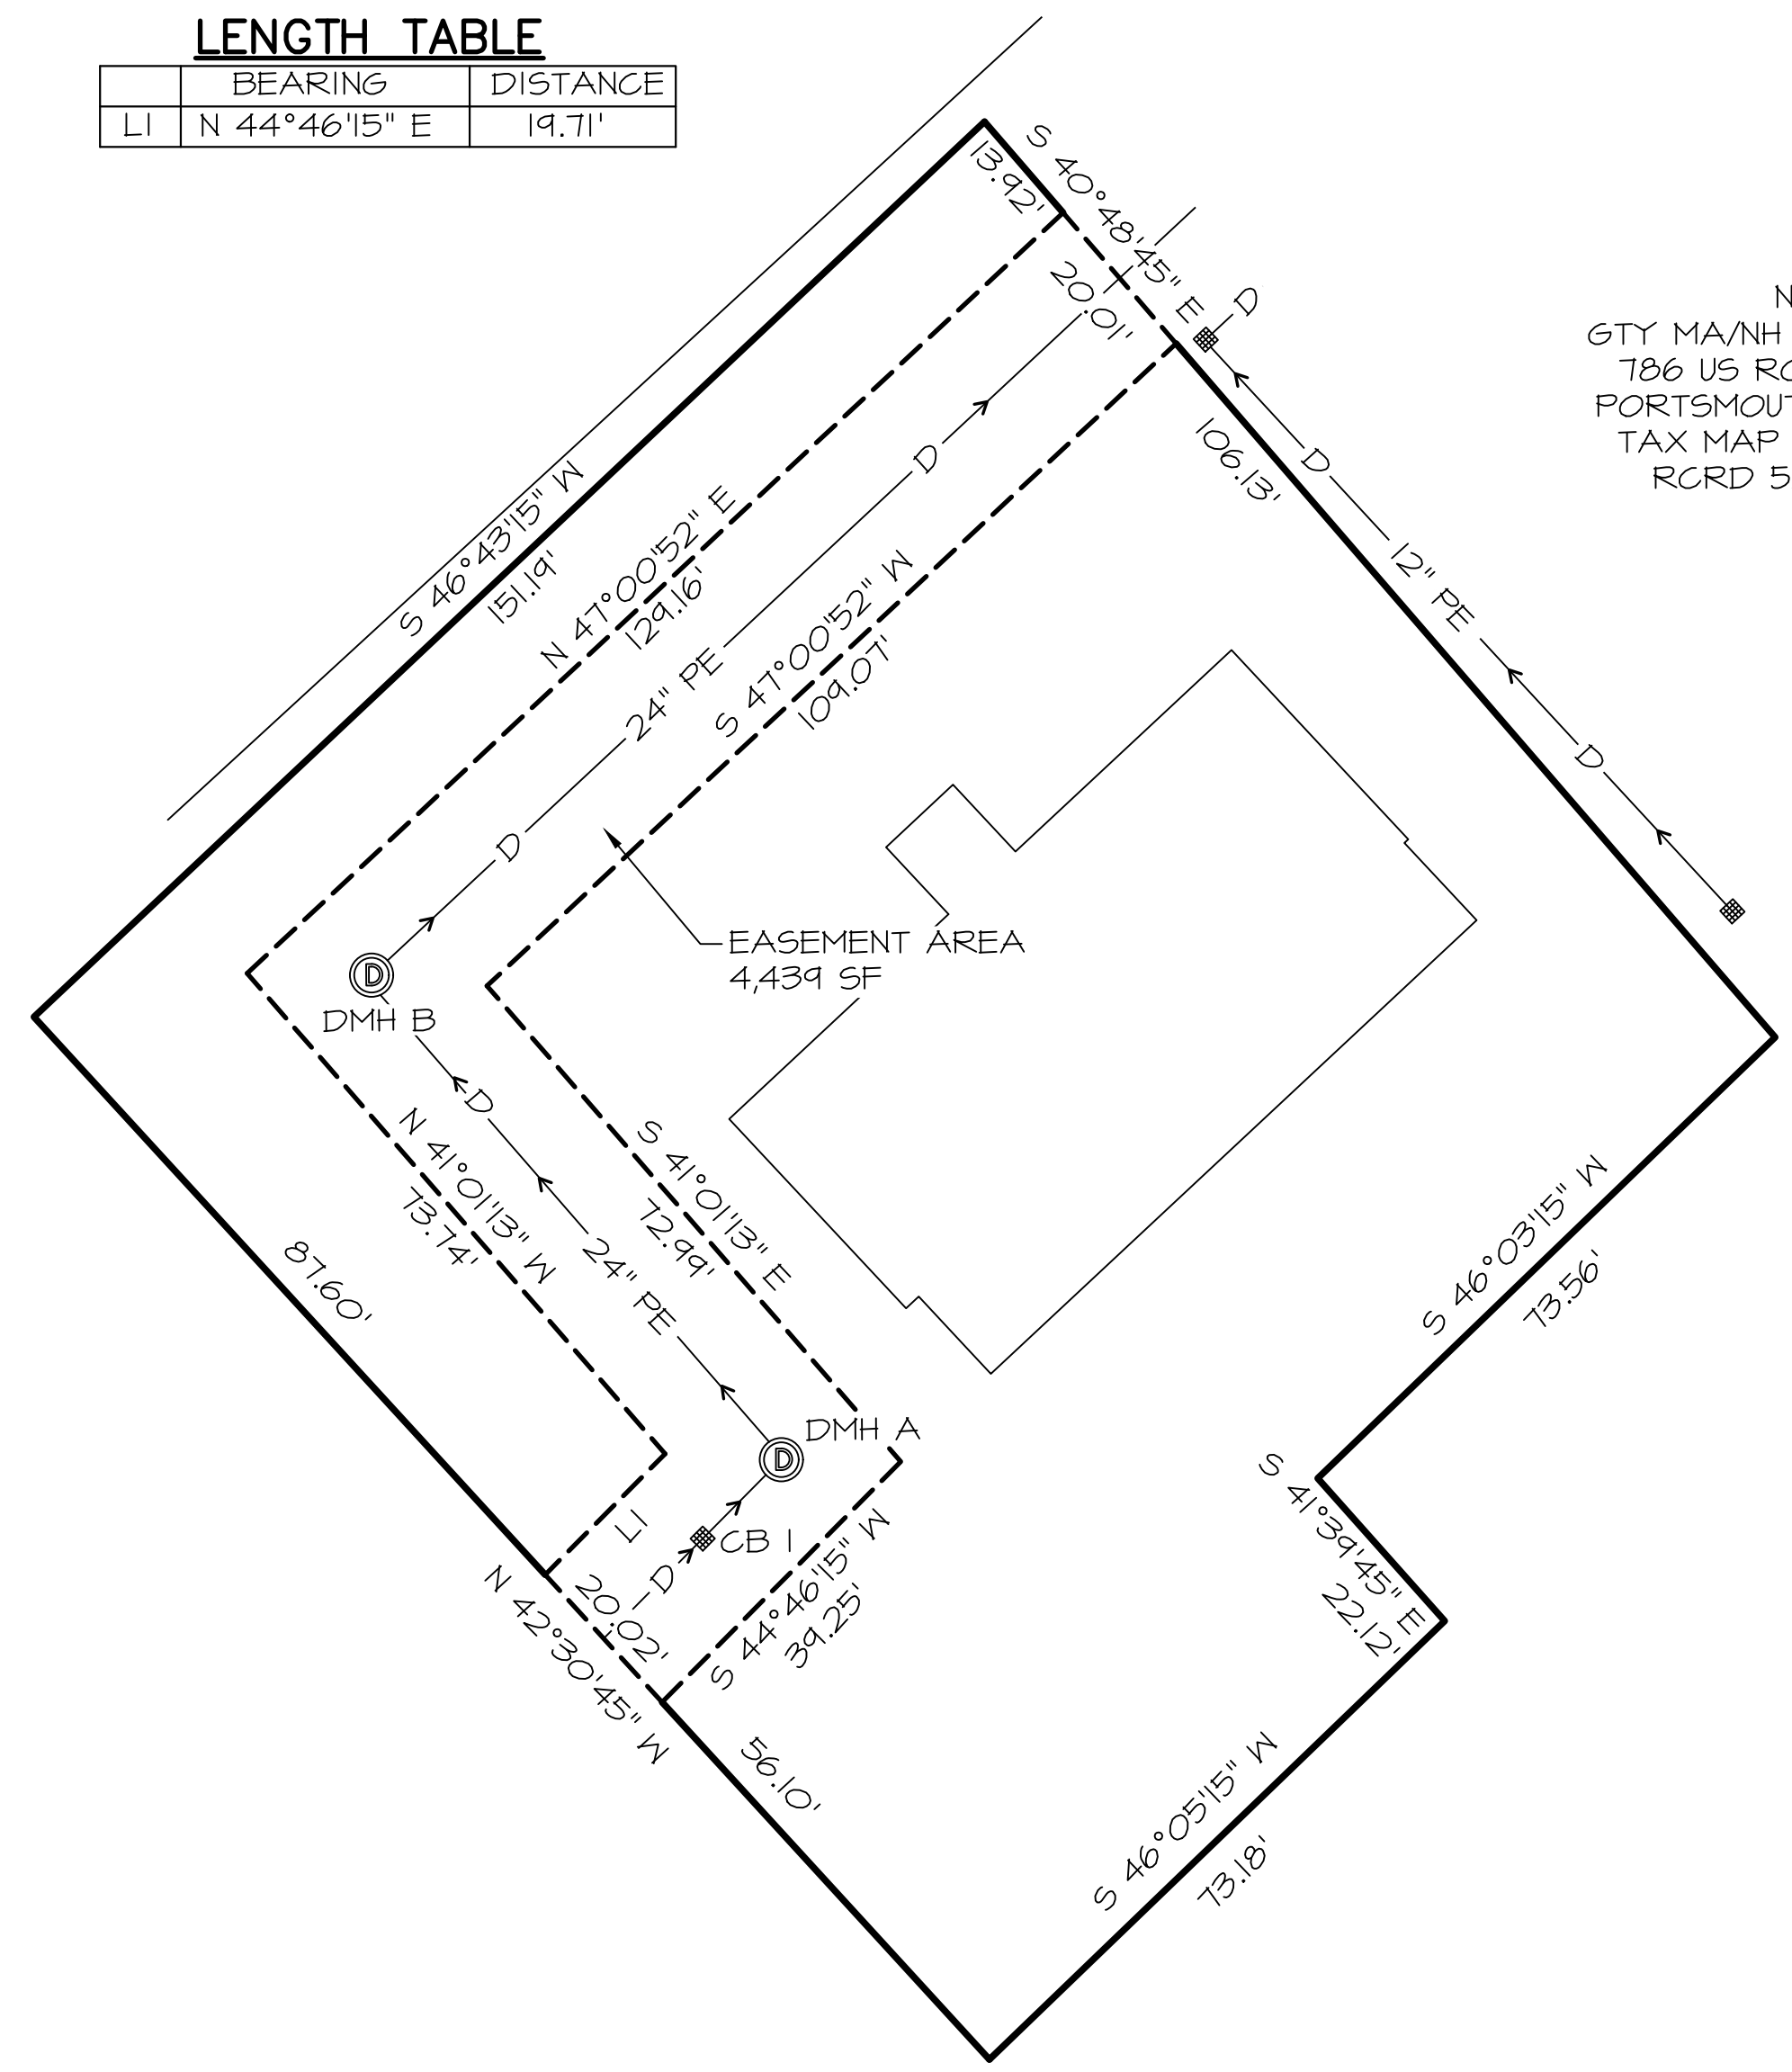 LENGTH TABLE
BEARING DISTANCE
L1 N 44°46'15" E 19.71'
S 40°48'45" E
13.92'
20.01'
D
N
GTY MA/NH
786 US RO
PORTSMOUT
TAX MAP
RCRD 5
106.13'
D
D
12" PE
S 46°43'15" W
151.19'
N 47°00'52" E
129.16'
S 47°00'52" W
109.07'
24" PE
D
D
EASEMENT AREA
4,439 SF
D
DMH B
D
N 41°01'13" W
73.74'
S 41°01'13" E
72.99'
24" PE
87.60'
S 46°03'15" W
73.56'
DMH A
D
L1
CB 1
D
S 44°46'15" W
39.25'
20.02'
N 42°30'45" W
S 41°39'45" E
22.12'
56.10'
S 46°05'15" W
73.18'